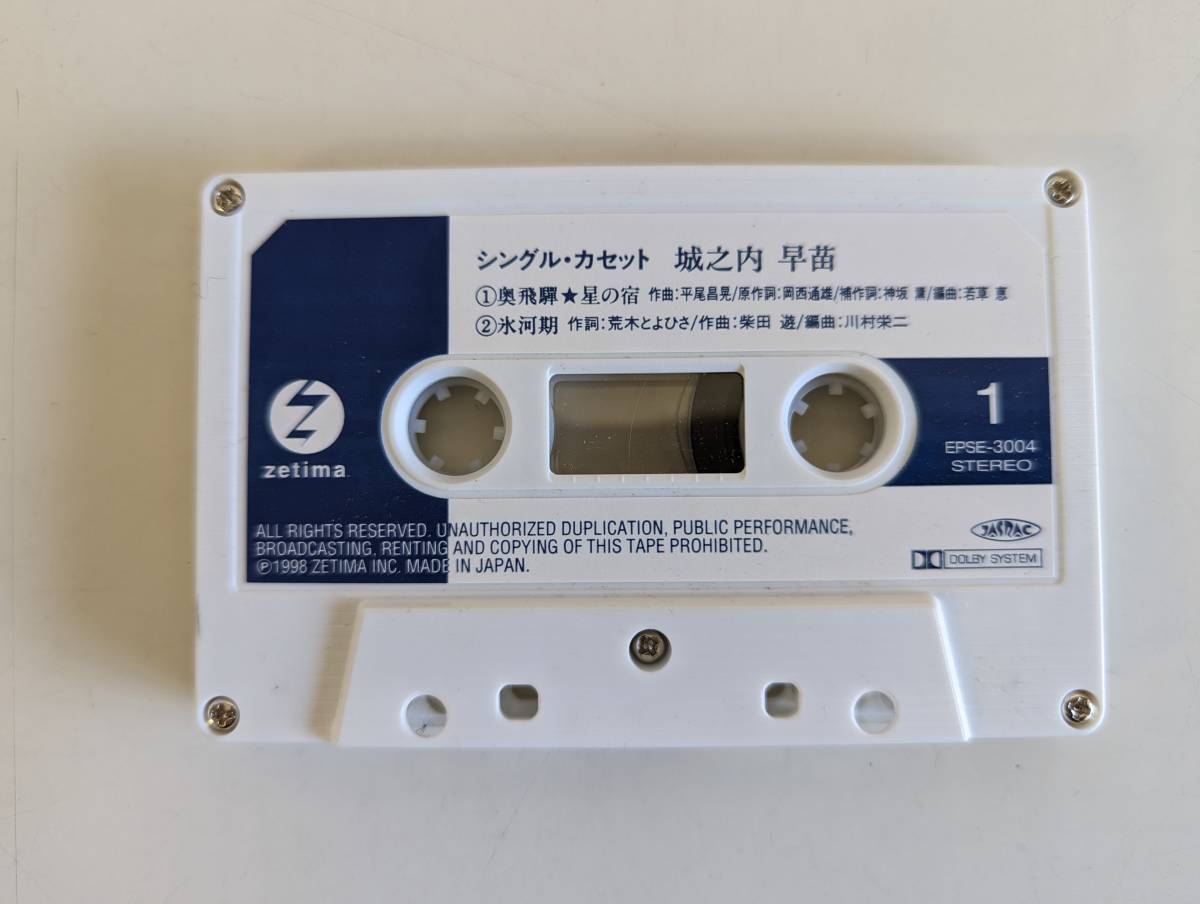 シングル・カセット 城之内 早苗
①奥飛驒★星の宿 作曲:平尾昌晃/原作詞:岡西通雄/補作詞:神坂 薫/編曲:若草 恵
②氷河期 作詞:荒木とよひさ/作曲:柴田 遊/編曲:川村栄二
zetima
1
EPSE-3004
STEREO
ALL RIGHTS RESERVED. UNAUTHORIZED DUPLICATION, PUBLIC PERFORMANCE,
BROADCASTING, RENTING AND COPYING OF THIS TAPE PROHIBITED.
Ⓟ1998 ZETIMA INC. MADE IN JAPAN.
JASRAC
DOLBY SYSTEM